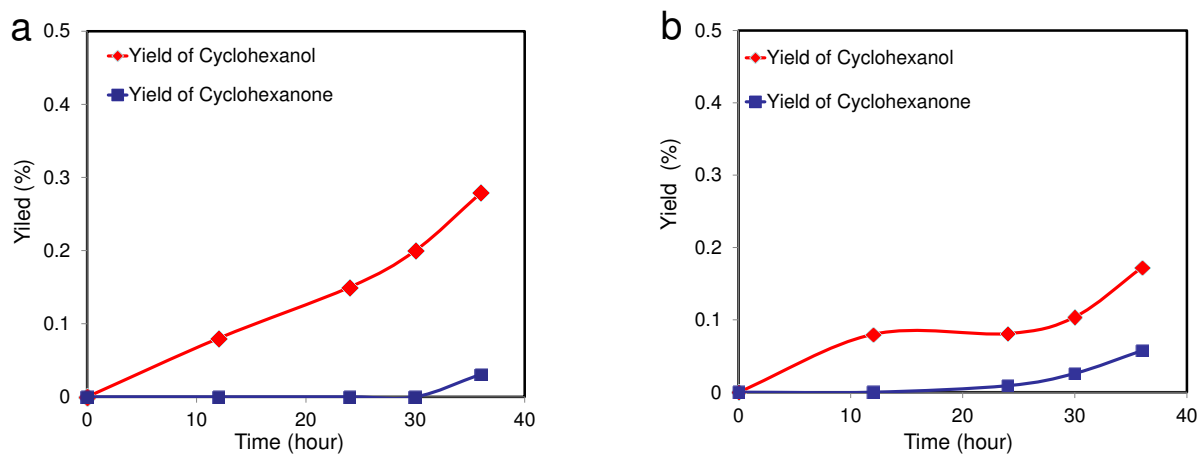 a
0.5
0.4
0.3
0.2
0.1
0
Yiled (%)
Yield of Cyclohexanol
Yield of Cyclohexanone
0
10
20
30
40
Time (hour)
b
0.5
0.4
0.3
0.2
0.1
0
Yield (%)
Yield of Cyclohexanol
Yield of Cyclohexanone
0
10
20
30
40
Time (hour)